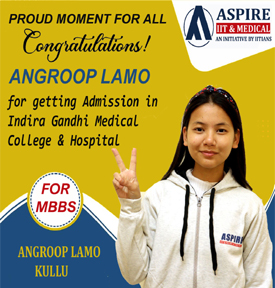 PROUD MOMENT FOR ALL
Congratulations!
ANGROOP LAMO
for getting Admission in
Indira Gandhi Medical
College & Hospital
ASPIRE
IIT & MEDICAL
AN INITIATIVE BY IITIANS
FOR
MBBS
ASPIRE
ANGROOP LAMO
KULLU